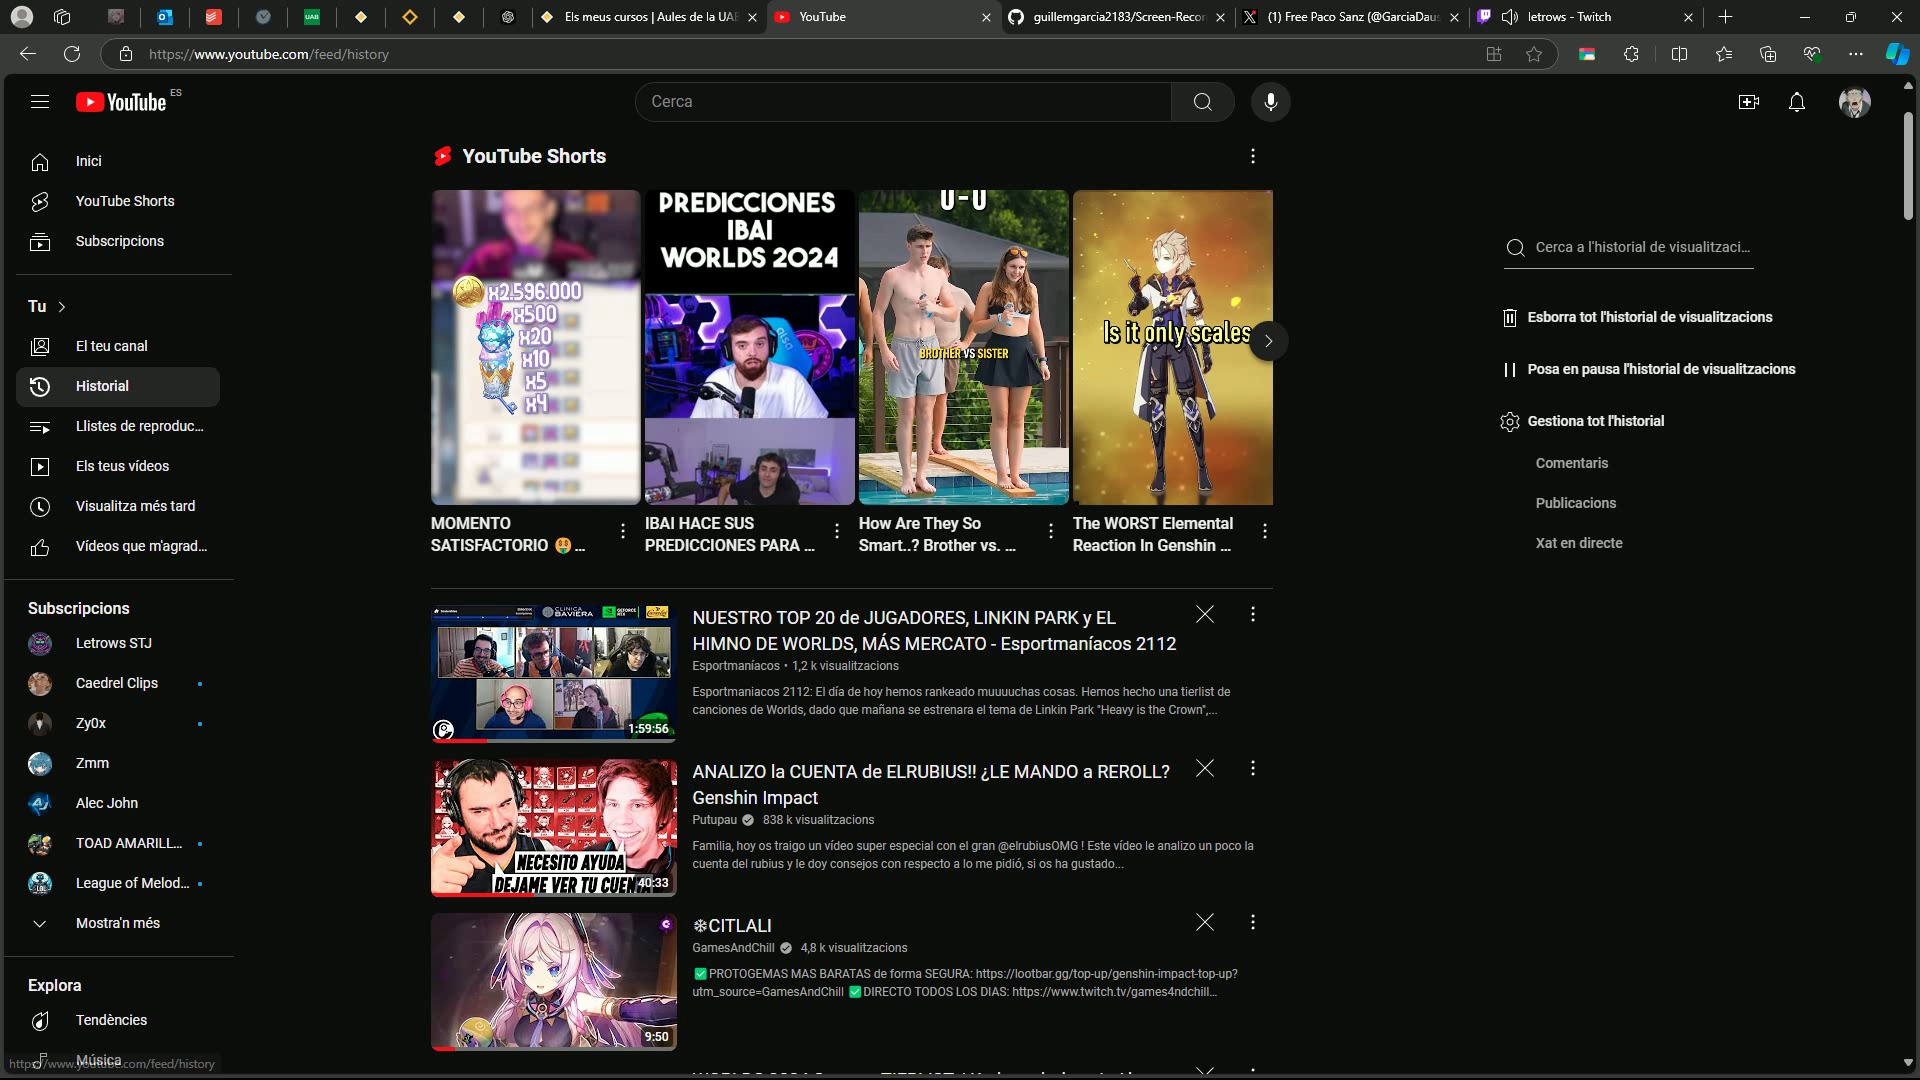 Els meus cursos | Aules de la UAB
YouTube
guillemgarcia2183/Screen-Recor
(1) Free Paco Sanz (@GarciaDaus
letrows - Twitch
https://www.youtube.com/feed/history
YouTube ES
Cerca
Inici
YouTube Shorts
Subscripcions
Tu
El teu canal
Historial
Llistes de reproduc...
Els teus vídeos
Visualitza més tard
Vídeos que m'agrad...
Subscripcions
Letrows STJ
Caedrel Clips
Zy0x
Zmm
Alec John
TOAD AMARILL...
League of Melod...
Mostra'n més
Explora
Tendències
Música
https://www.youtube.com/feed/history
YouTube Shorts
x2.596.000
x500
x20
x10
x5
x4
PREDICCIONES
IBAI
WORLDS 2024
0-0
BROTHER VS SISTER
Is it only scales
MOMENTO
SATISFACTORIO 🤑 ...
IBAI HACE SUS
PREDICCIONES PARA ...
How Are They So
Smart..? Brother vs. ...
The WORST Elemental
Reaction In Genshin ...
CLINICA
BAVIERA
GEFORCE
RTX
1:59:56
NUESTRO TOP 20 de JUGADORES, LINKIN PARK y EL
HIMNO DE WORLDS, MÁS MERCATO - Esportmaníacos 2112
Esportmaníacos • 1,2 k visualitzacions
Esportmaniacos 2112: El día de hoy hemos rankeado muuuuchas cosas. Hemos hecho una tierlist de
canciones de Worlds, dado que mañana se estrenara el tema de Linkin Park "Heavy is the Crown",...
NECESITO AYUDA
DEJAME VER TU CUENTA
40:33
ANALIZO la CUENTA de ELRUBIUS!! ¿LE MANDO a REROLL?
Genshin Impact
Putupau 838 k visualitzacions
Familia, hoy os traigo un vídeo super especial con el gran @elrubiusOMG ! Este vídeo le analizo un poco la
cuenta del rubius y le doy consejos con respecto a lo me pidió, si os ha gustado...
9:50
❄CITLALI
GamesAndChill 4,8 k visualitzacions
✅PROTOGEMAS MAS BARATAS de forma SEGURA: https://lootbar.gg/top-up/genshin-impact-top-up?
utm_source=GamesAndChill ✅DIRECTO TODOS LOS DIAS: https://www.twitch.tv/games4ndchill...
Cerca a l'historial de visualitzaci...
Esborra tot l'historial de visualitzacions
Posa en pausa l'historial de visualitzacions
Gestiona tot l'historial
Comentaris
Publicacions
Xat en directe